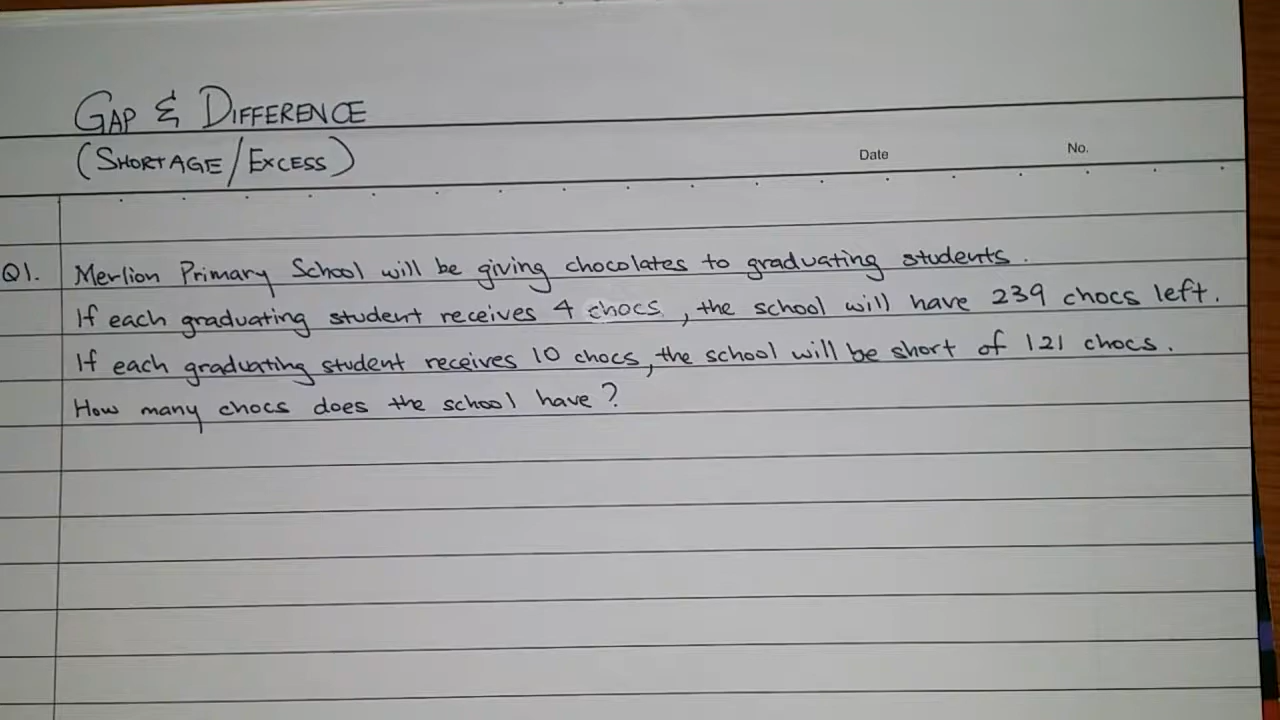 GAP & DIFFERENCE
(SHORTAGE/EXCESS)
Date No.
Q1. Merlion Primary School will be giving chocolates to graduating students.
If each graduating student receives 4 chocs, the school will have 239 chocs left.
If each graduating student receives 10 chocs, the school will be short of 121 chocs.
How many chocs does the school have?